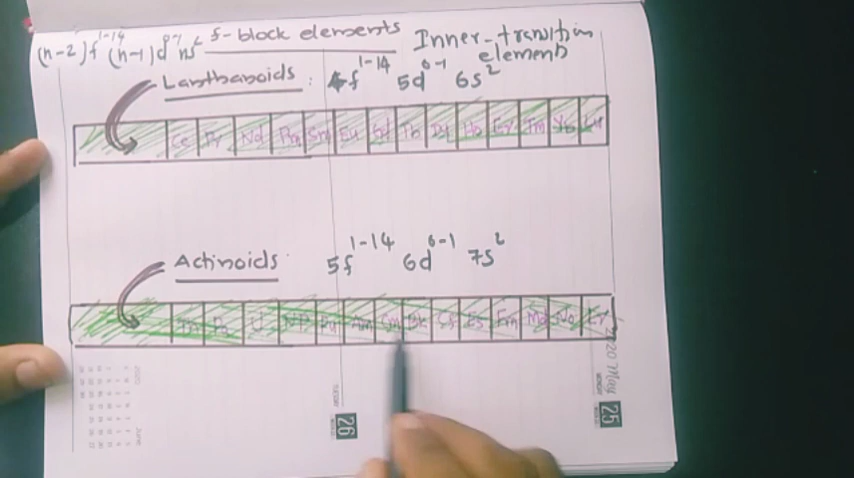 (n-2)f¹⁻¹⁴ (n-1)d⁰⁻¹ ns² f-block elements Inner-transition elements
Lanthanoids : 4f¹⁻¹⁴ 5d⁰⁻¹ 6s²
Ce Pr Nd Pm Sm Eu Gd Tb Dy Ho Er Tm Yb Lu
Actinoids 5f¹⁻¹⁴ 6d⁰⁻¹ 7s²
Th Pa U NP Pu Am Cm Bk Cf Es Fm Md No Lr
2020 May
26
25
June